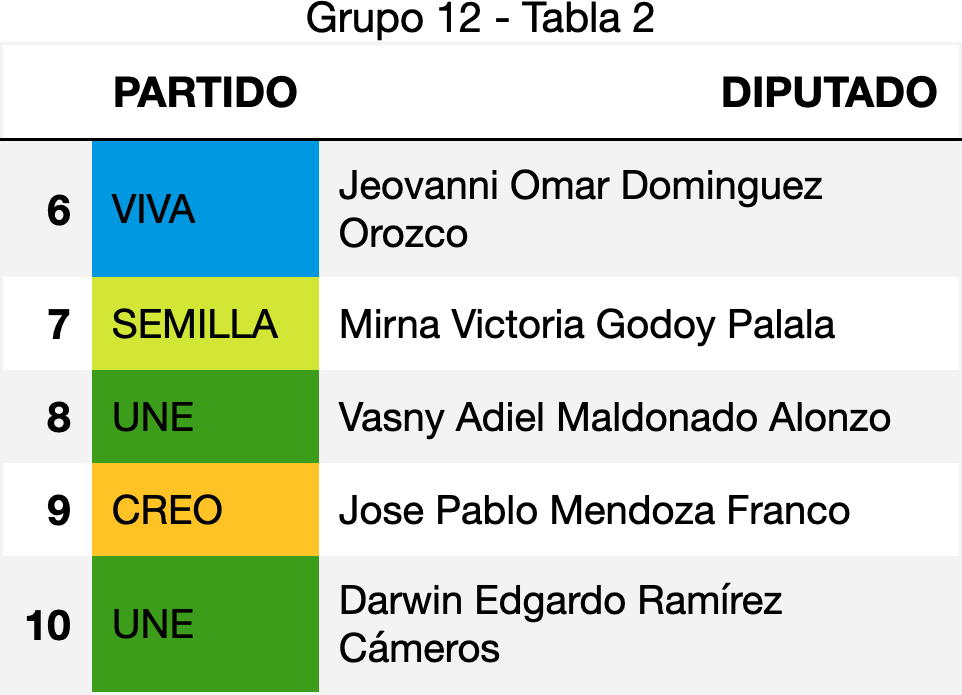 Grupo 12 - Tabla 2
PARTIDO DIPUTADO
6 VIVA Jeovanni Omar Dominguez
Orozco
7 SEMILLA Mirna Victoria Godoy Palala
8 UNE Vasny Adiel Maldonado Alonzo
9 CREO Jose Pablo Mendoza Franco
10 UNE Darwin Edgardo Ramírez
Cámeros